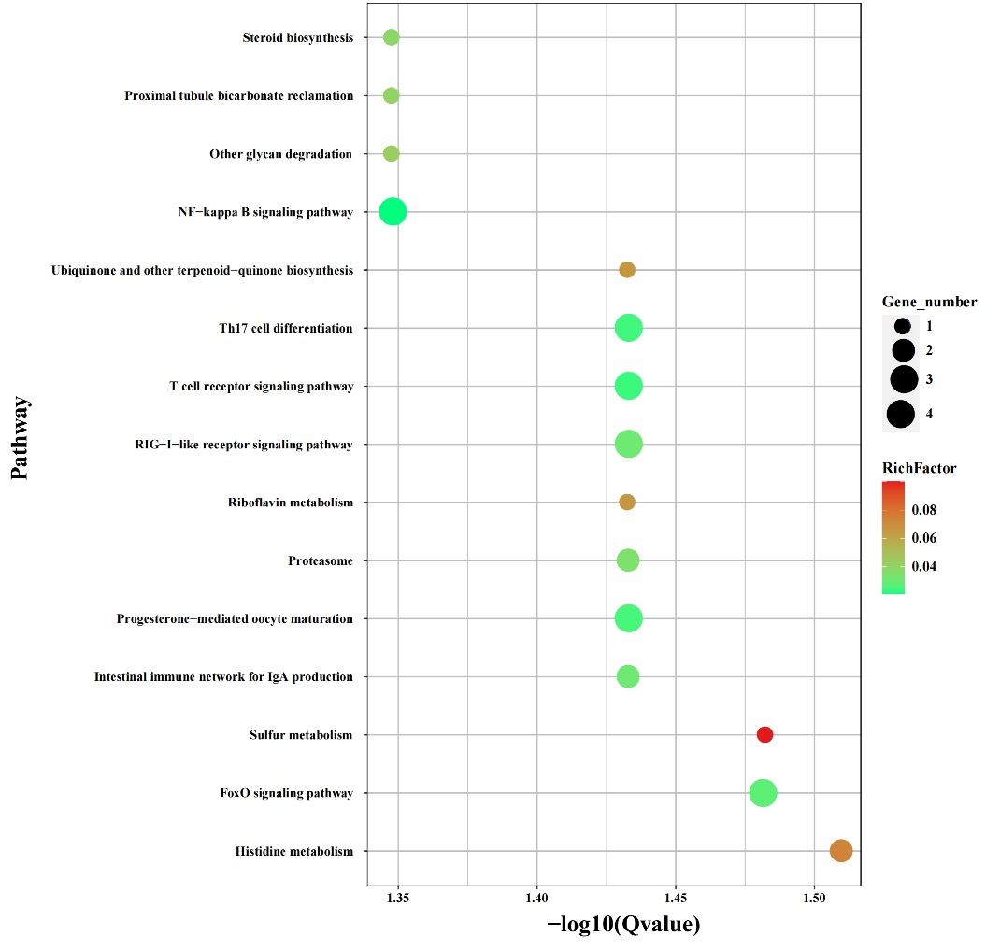 Steroid biosynthesis
Proximal tubule bicarbonate reclamation
Other glycan degradation
NF−kappa B signaling pathway
Ubiquinone and other terpenoid−quinone biosynthesis
Th17 cell differentiation
T cell receptor signaling pathway
RIG−I−like receptor signaling pathway
Riboflavin metabolism
Proteasome
Progesterone−mediated oocyte maturation
Intestinal immune network for IgA production
Sulfur metabolism
FoxO signaling pathway
Histidine metabolism
Pathway
1.35 1.40 1.45 1.50
−log10(Qvalue)
Gene_number
1
2
3
4
RichFactor
0.08
0.06
0.04